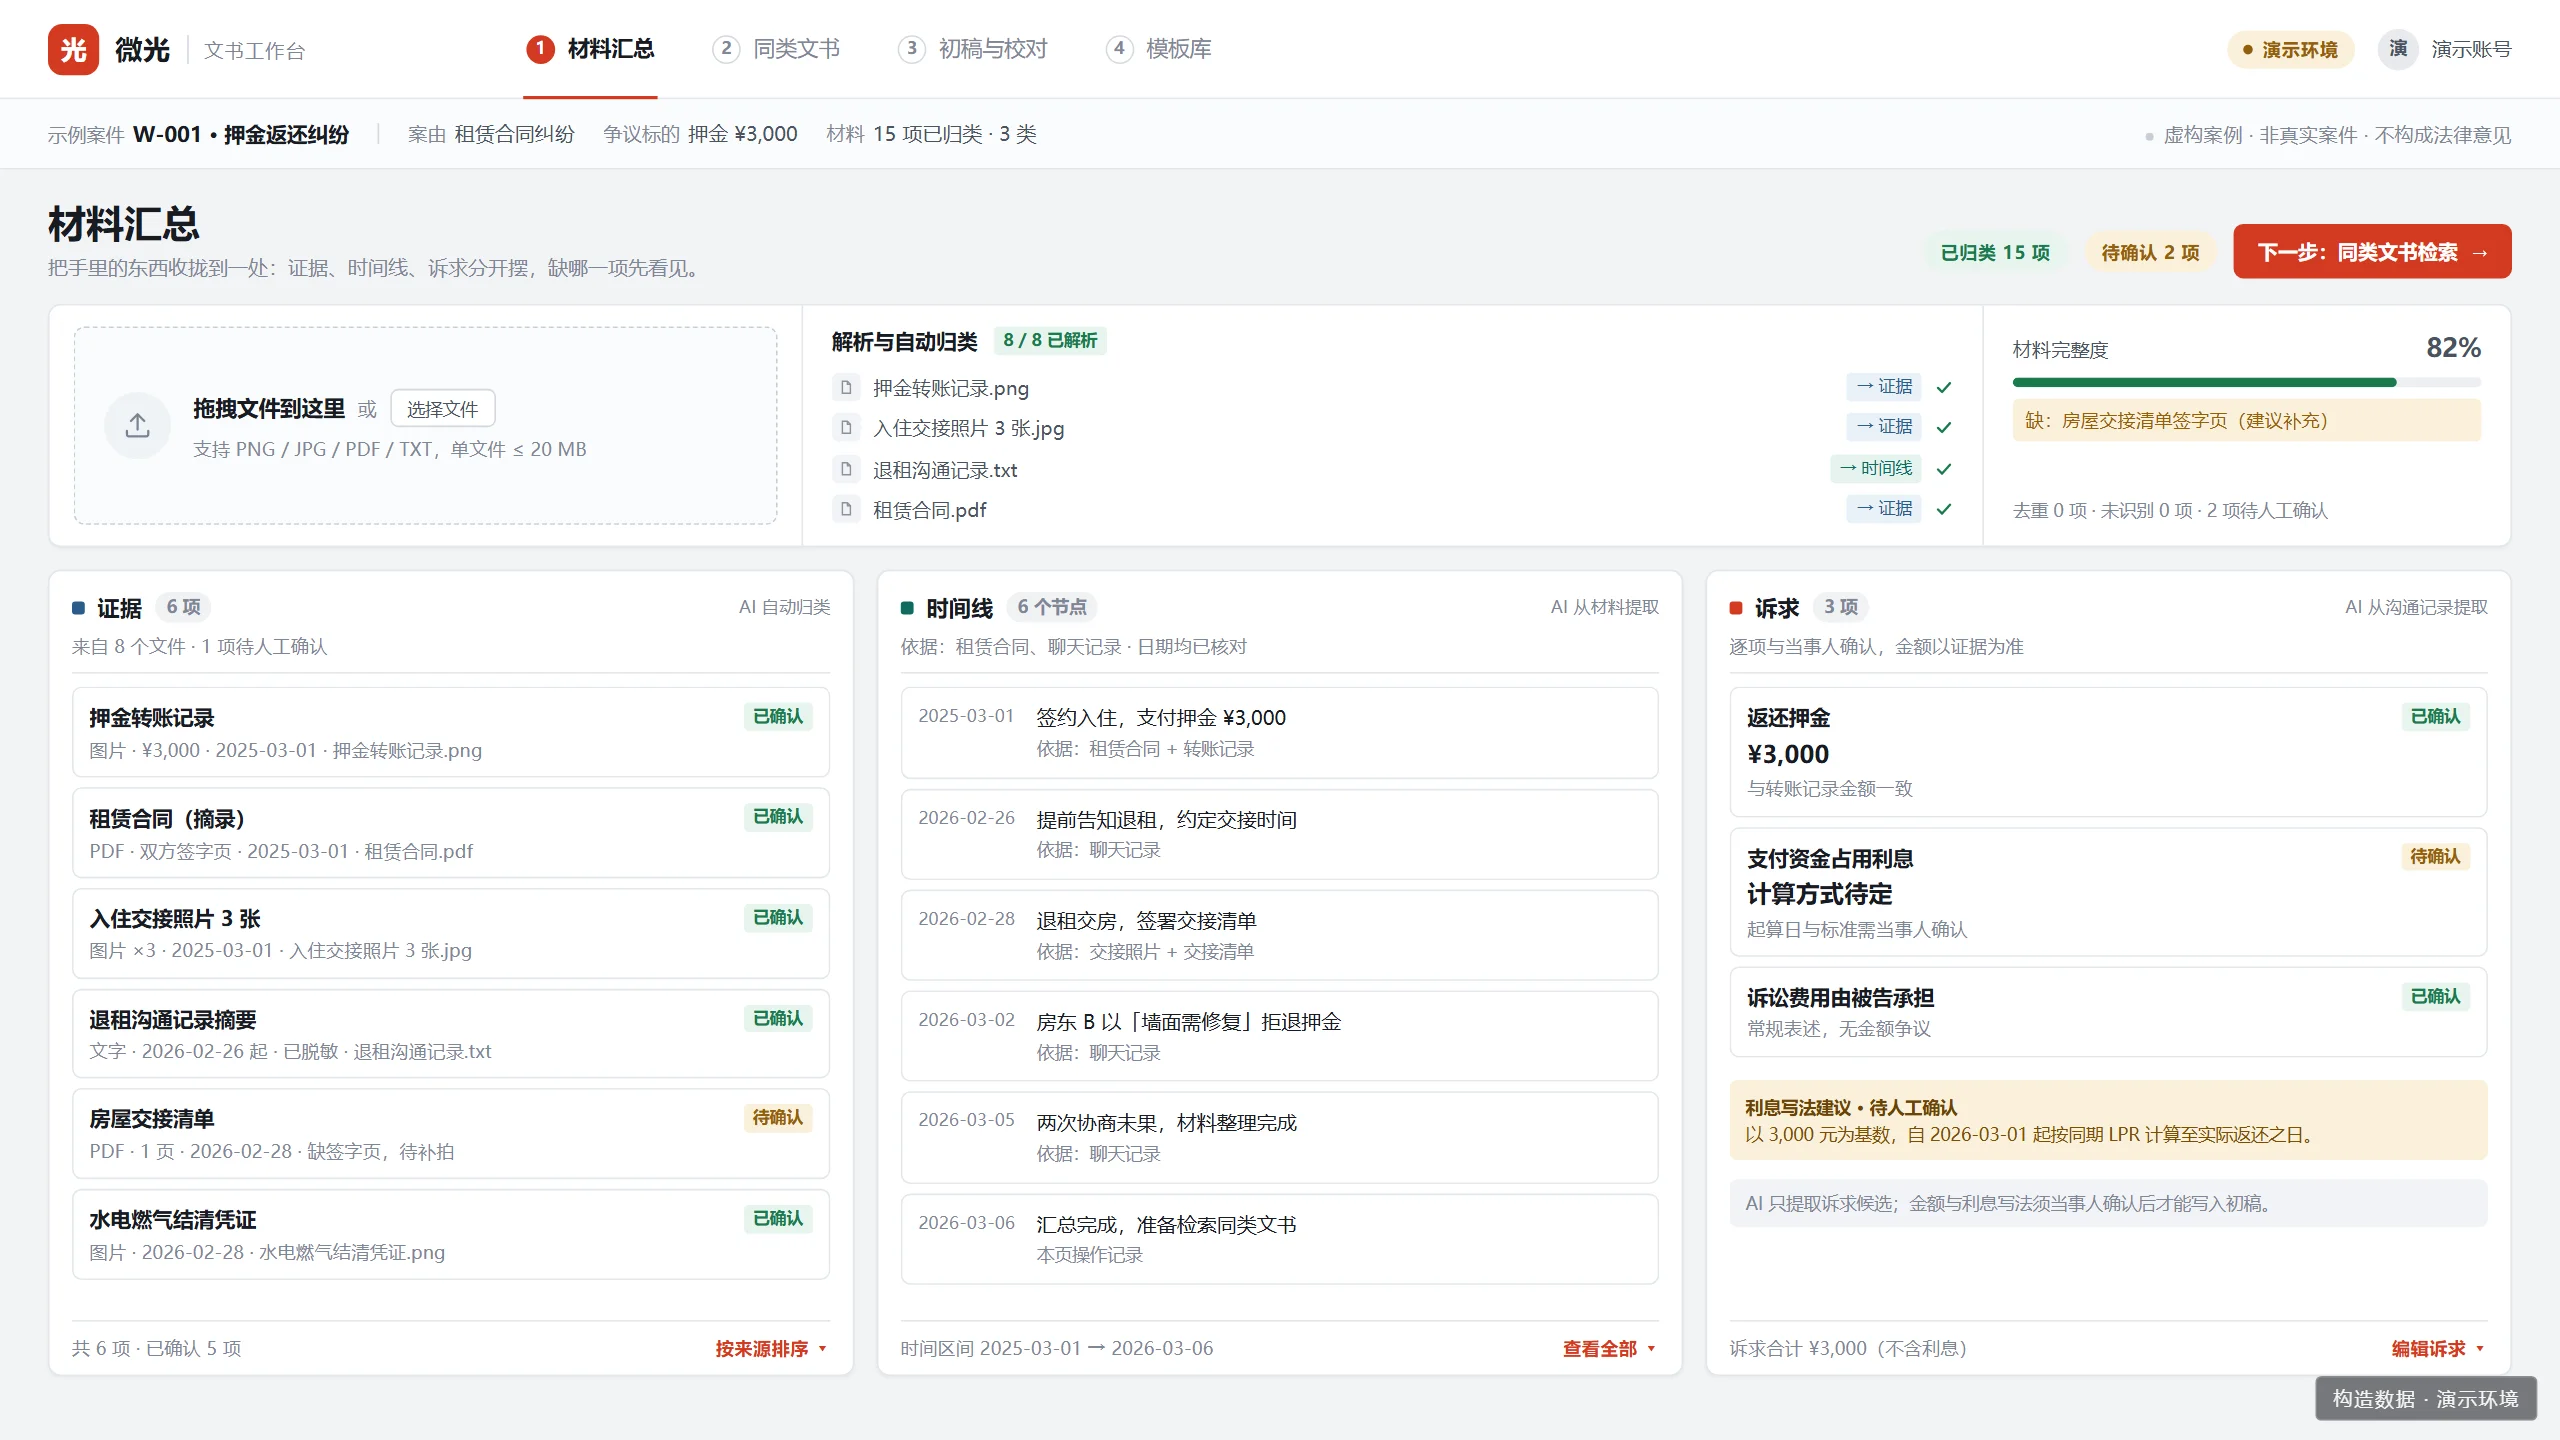 光 微光 文书工作台
1 材料汇总
2 同类文书
3 初稿与校对
4 模板库
演示环境
演 演示账号
示例案件 W-001 • 押金返还纠纷
案由 租赁合同纠纷
争议标的 押金 ¥3,000
材料 15 项已归类 · 3 类
虚构案例 · 非真实案件 · 不构成法律意见
材料汇总
把手里的东西收拢到一处：证据、时间线、诉求分开摆，缺哪一项先看见。
已归类 15 项
待确认 2 项
下一步：同类文书检索 →
拖拽文件到这里 或 选择文件
支持 PNG / JPG / PDF / TXT，单文件 ≤ 20 MB
解析与自动归类 8 / 8 已解析
押金转账记录.png → 证据
入住交接照片 3 张.jpg → 证据
退租沟通记录.txt → 时间线
租赁合同.pdf → 证据
材料完整度 82%
缺：房屋交接清单签字页（建议补充）
去重 0 项 · 未识别 0 项 · 2 项待人工确认
证据 6 项 AI 自动归类
来自 8 个文件 · 1 项待人工确认
押金转账记录 已确认
图片 · ¥3,000 · 2025-03-01 · 押金转账记录.png
租赁合同（摘录） 已确认
PDF · 双方签字页 · 2025-03-01 · 租赁合同.pdf
入住交接照片 3 张 已确认
图片 ×3 · 2025-03-01 · 入住交接照片 3 张.jpg
退租沟通记录摘要 已确认
文字 · 2026-02-26 起 · 已脱敏 · 退租沟通记录.txt
房屋交接清单 待确认
PDF · 1 页 · 2026-02-28 · 缺签字页，待补拍
水电燃气结清凭证 已确认
图片 · 2026-02-28 · 水电燃气结清凭证.png
共 6 项 · 已确认 5 项 按来源排序
时间线 6 个节点 AI 从材料提取
依据：租赁合同、聊天记录 · 日期均已核对
2025-03-01 签约入住，支付押金 ¥3,000
依据：租赁合同 + 转账记录
2026-02-26 提前告知退租，约定交接时间
依据：聊天记录
2026-02-28 退租交房，签署交接清单
依据：交接照片 + 交接清单
2026-03-02 房东 B 以「墙面需修复」拒退押金
依据：聊天记录
2026-03-05 两次协商未果，材料整理完成
依据：聊天记录
2026-03-06 汇总完成，准备检索同类文书
本页操作记录
时间区间 2025-03-01 → 2026-03-06 查看全部
诉求 3 项 AI 从沟通记录提取
逐项与当事人确认，金额以证据为准
返还押金 已确认
¥3,000
与转账记录金额一致
支付资金占用利息 待确认
计算方式待定
起算日与标准需当事人确认
诉讼费用由被告承担 已确认
常规表述，无金额争议
利息写法建议 • 待人工确认
以 3,000 元为基数，自 2026-03-01 起按同期 LPR 计算至实际返还之日。
AI 只提取诉求候选；金额与利息写法须当事人确认后才能写入初稿。
诉求合计 ¥3,000（不含利息） 编辑诉求
构造数据 · 演示环境